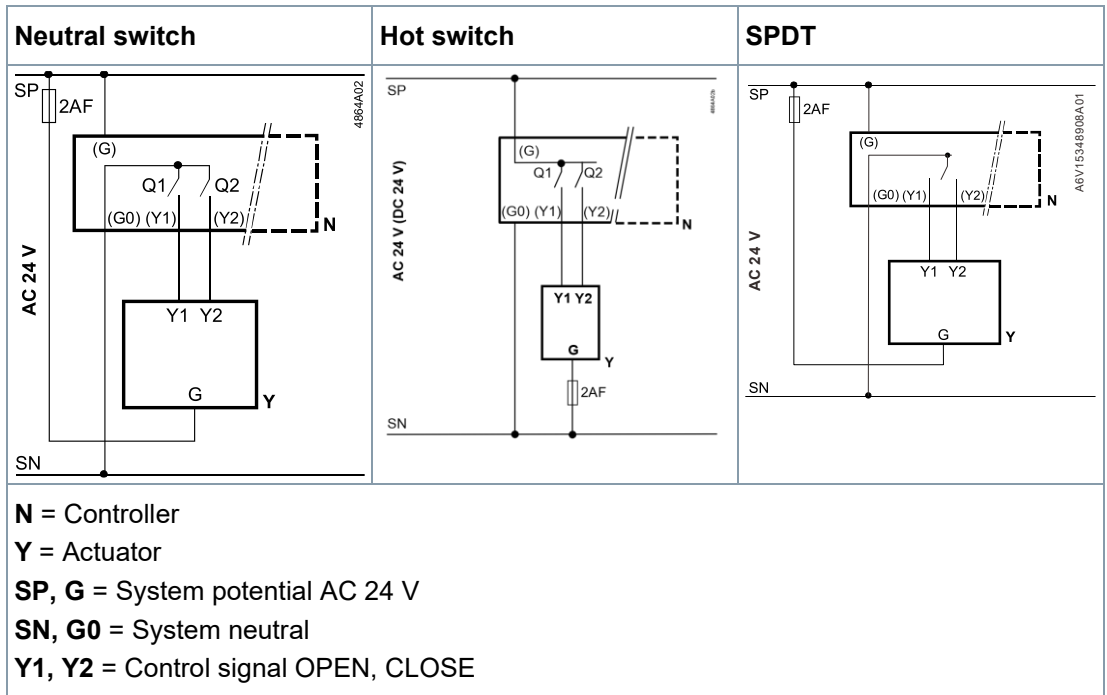 Neutral switch
Hot switch
SPDT
SP
2AF
4864A02
(G)
Q1
Q2
(G0) (Y1)
(Y2)
N
AC 24 V
Y1 Y2
G
Y
SN
SP
4864A02b
(G)
Q1
Q2
(G0) (Y1)
(Y2)
N
AC 24 V (DC 24 V)
Y1 Y2
G
Y
2AF
SN
SP
2AF
A6V15348908A01
(G)
(G0) (Y1)
(Y2)
N
AC 24 V
Y1 Y2
G
Y
SN
N = Controller
Y = Actuator
SP, G = System potential AC 24 V
SN, G0 = System neutral
Y1, Y2 = Control signal OPEN, CLOSE